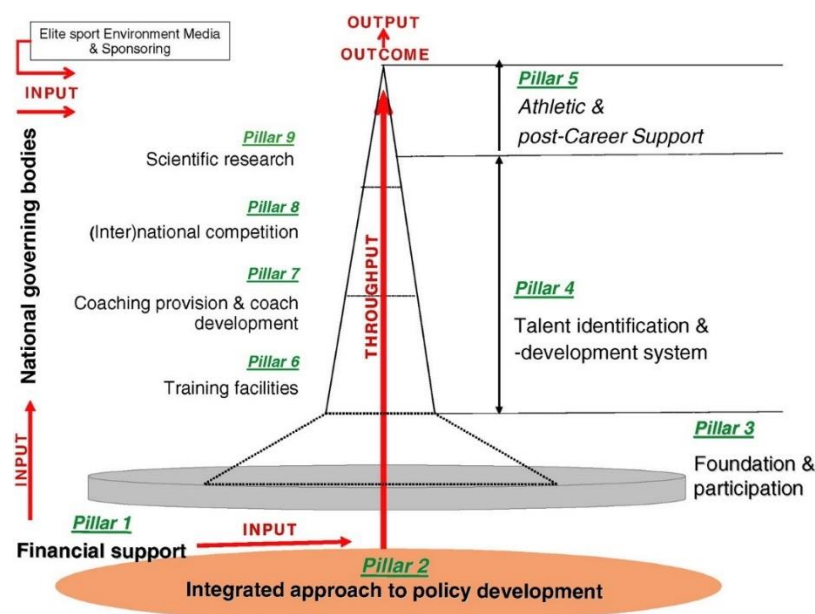 Elite sport Environment Media
& Sponsoring
INPUT
National governing bodies
INPUT
OUTPUT
OUTCOME
THROUGHPUT
Pillar 9
Scientific research
Pillar 8
(Inter)national competition
Pillar 7
Coaching provision & coach
development
Pillar 6
Training facilities
Pillar 5
Athletic &
post-Career Support
Pillar 4
Talent identification &
-development system
Pillar 3
Foundation &
participation
Pillar 1
Financial support
INPUT
Pillar 2
Integrated approach to policy development